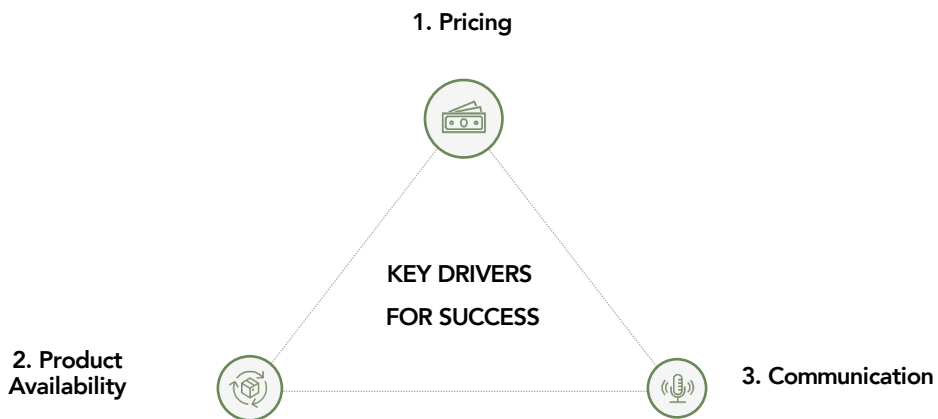 1. Pricing
KEY DRIVERS
FOR SUCCESS
2. Product
Availability
3. Communication